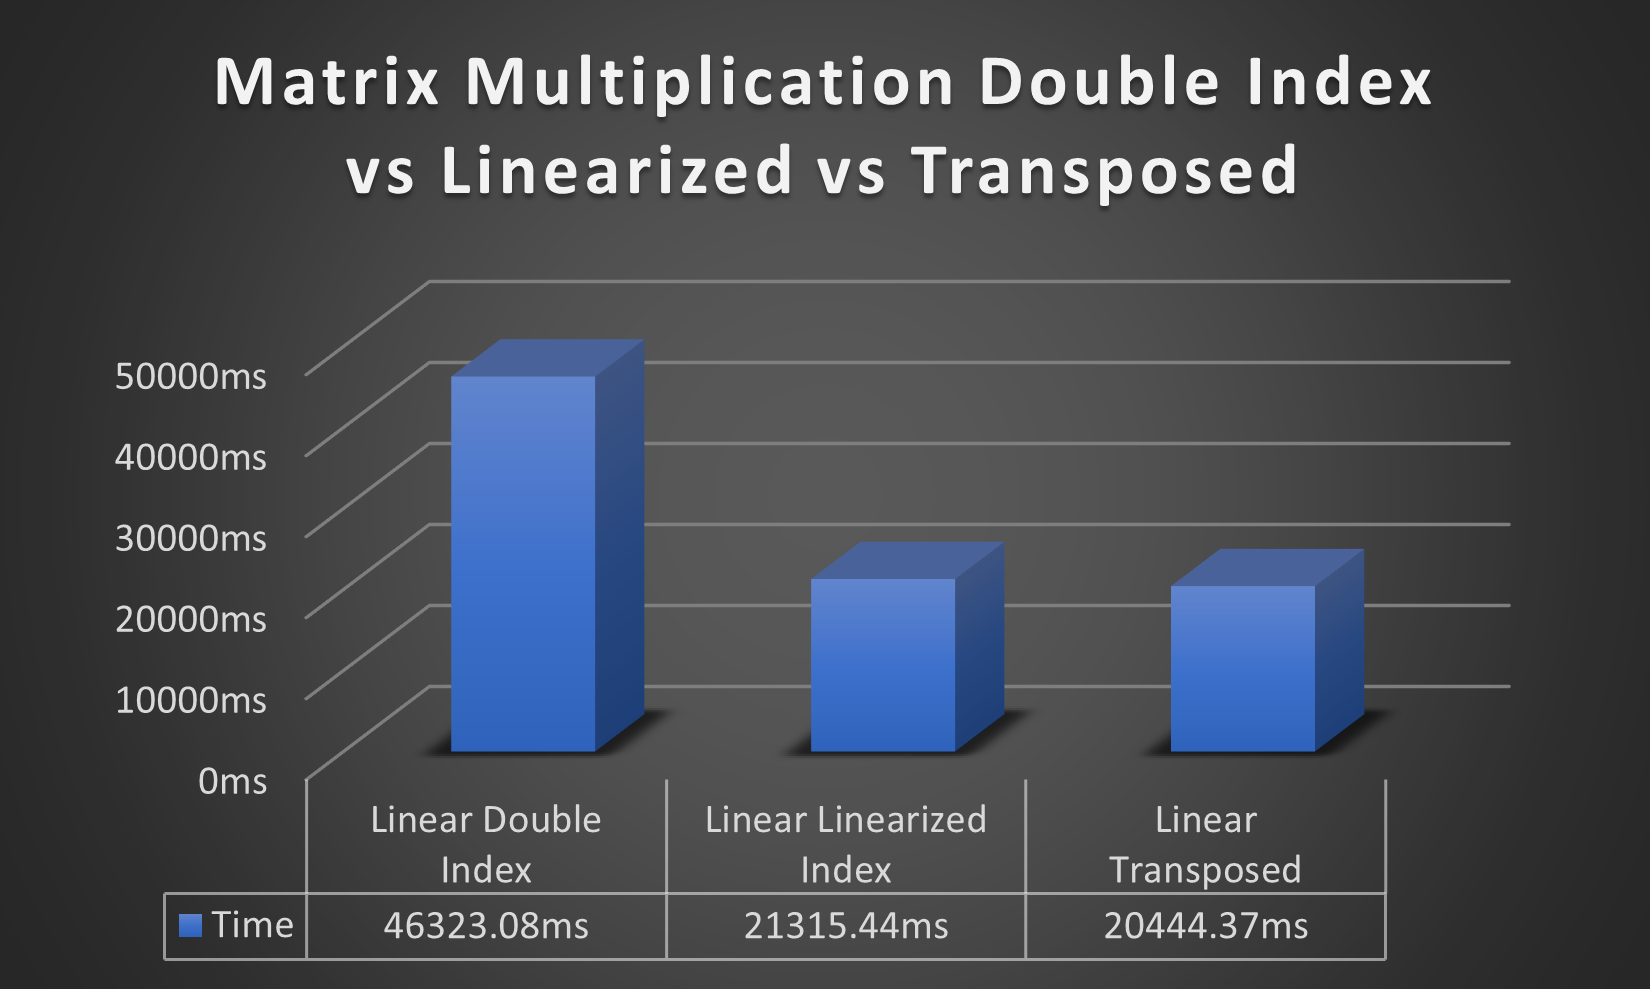 Matrix Multiplication Double Index
vs Linearized vs Transposed
50000ms
40000ms
30000ms
20000ms
10000ms
0ms
Linear Double
Index
Linear Linearized
Index
Linear
Transposed
Time 46323.08ms 21315.44ms 20444.37ms